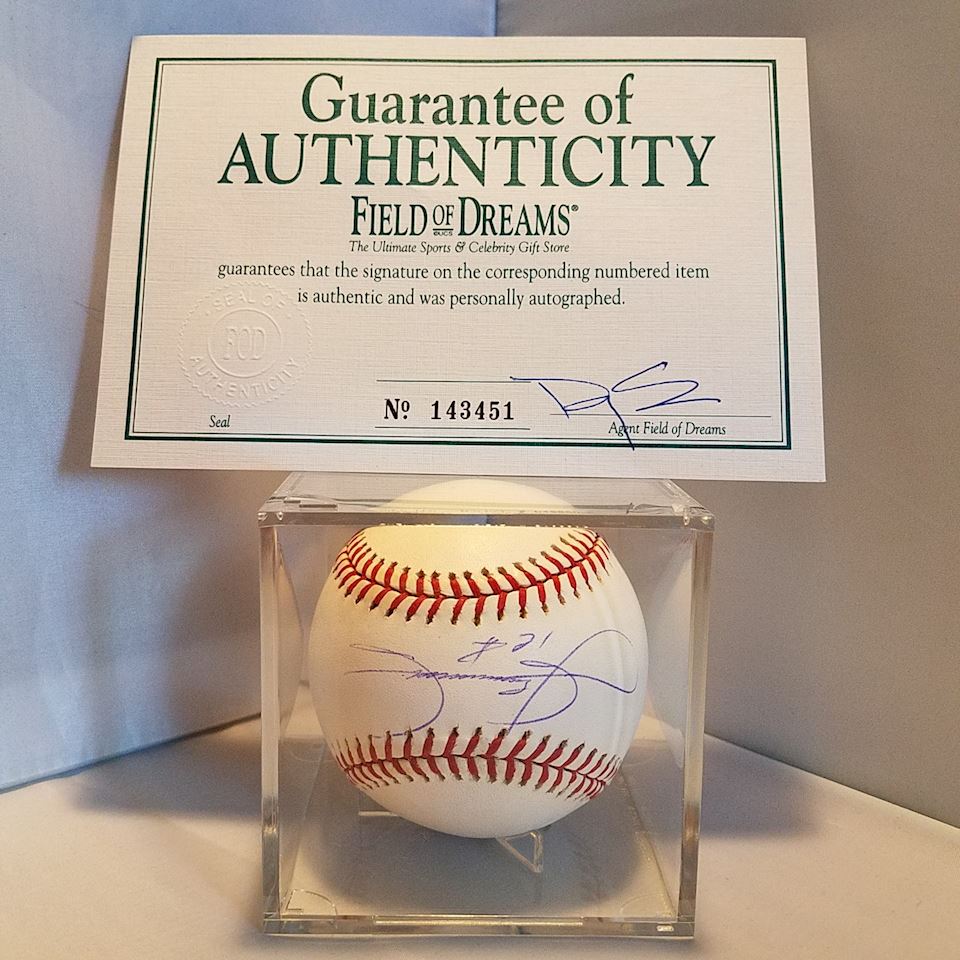 Guarantee of
AUTHENTICITY
FIELD OF DREAMS®
The Ultimate Sports & Celebrity Gift Store
guarantees that the signature on the corresponding numbered item
is authentic and was personally autographed.
SEAL OF
FOD
AUTHENTICITY
Seal
Nº 143451
Agent Field of Dreams
#21